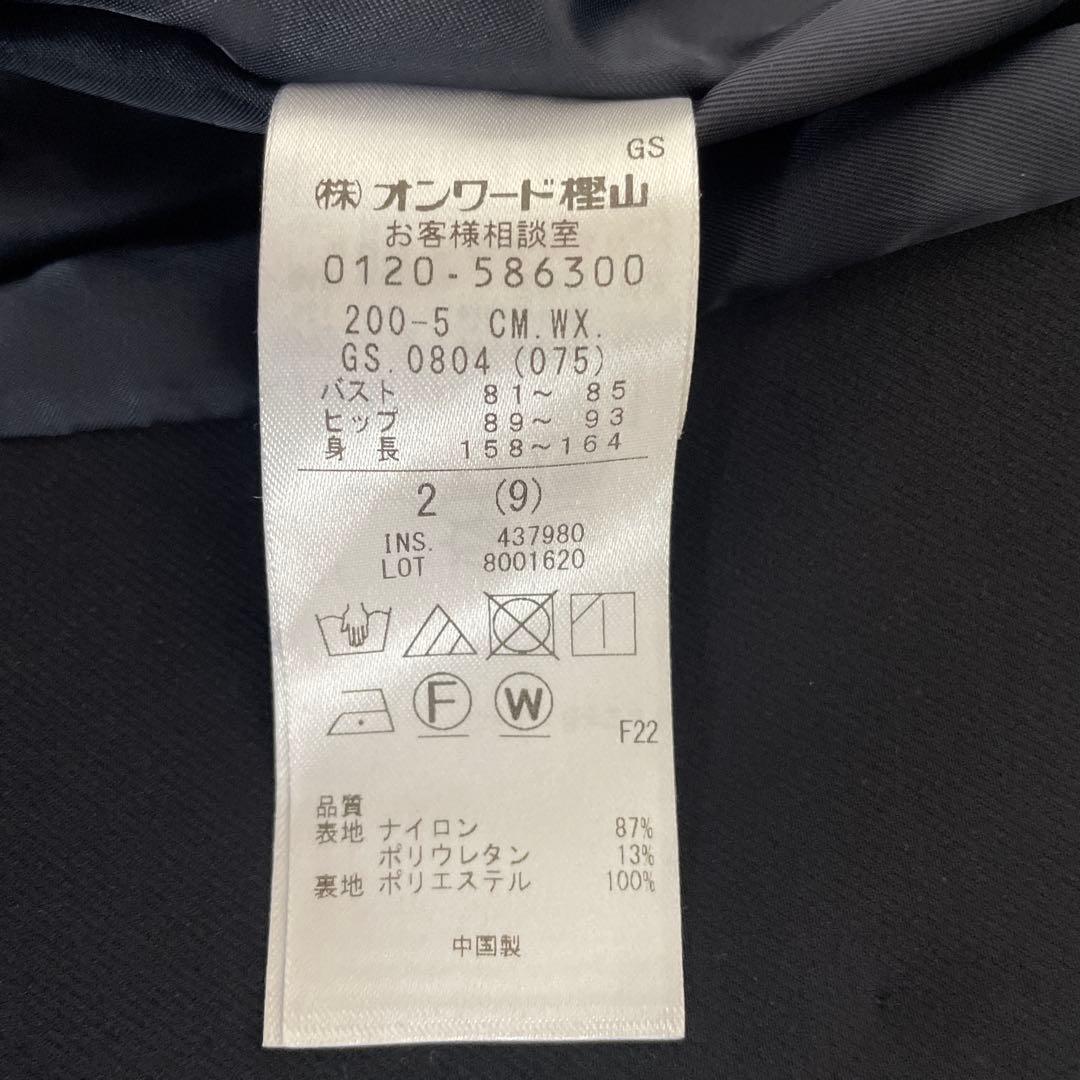 GS
㈱オンワード樫山
お客様相談室
0120-586300
200-5 CM.WX.
GS.0804 (075)
バスト 81～ 85
ヒップ 89～ 93
身長 158～164
2 (9)
INS. 437980
LOT 8001620
F W
F22
品質
表地 ナイロン 87%
ポリウレタン 13%
裏地 ポリエステル 100%
中国製